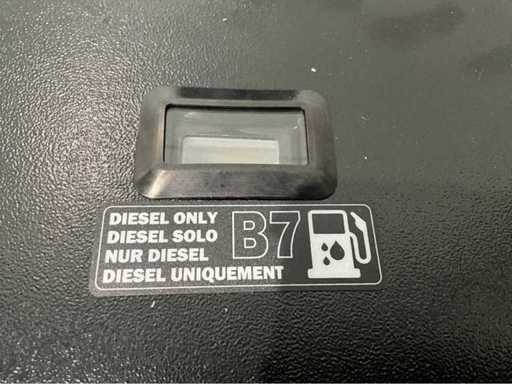 DIESEL ONLY
DIESEL SOLO
NUR DIESEL
DIESEL UNIQUEMENT
B7